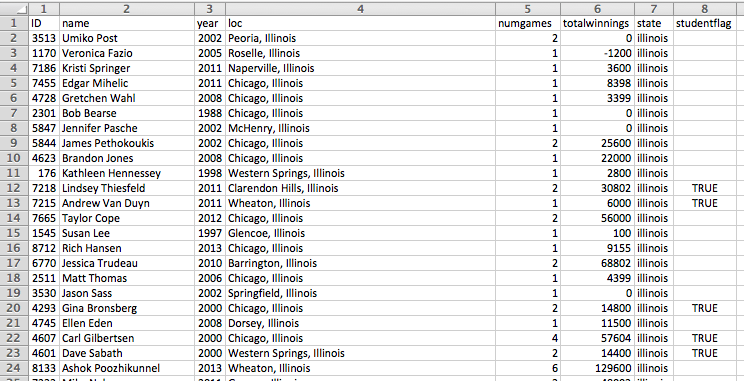 1 2 3 4 5 6 7 8
1 ID name year loc numgames totalwinnings state studentflag
2 3513 Umiko Post 2002 Peoria, Illinois 2 0 illinois
3 1170 Veronica Fazio 2005 Roselle, Illinois 1 -1200 illinois
4 7186 Kristi Springer 2011 Naperville, Illinois 1 3600 illinois
5 7455 Edgar Mihelic 2011 Chicago, Illinois 1 8398 illinois
6 4728 Gretchen Wahl 2008 Chicago, Illinois 1 3399 illinois
7 2301 Bob Bearse 1988 Chicago, Illinois 1 0 illinois
8 5847 Jennifer Pasche 2002 McHenry, Illinois 1 0 illinois
9 5844 James Pethokoukis 2002 Chicago, Illinois 2 25600 illinois
10 4623 Brandon Jones 2008 Chicago, Illinois 1 22000 illinois
11 176 Kathleen Hennessey 1998 Western Springs, Illinois 1 2800 illinois
12 7218 Lindsey Thiesfeld 2011 Clarendon Hills, Illinois 2 30802 illinois TRUE
13 7215 Andrew Van Duyn 2011 Wheaton, Illinois 1 6000 illinois TRUE
14 7665 Taylor Cope 2012 Chicago, Illinois 2 56000 illinois
15 1545 Susan Lee 1997 Glencoe, Illinois 1 100 illinois
16 8712 Rich Hansen 2013 Chicago, Illinois 1 9155 illinois
17 6770 Jessica Trudeau 2010 Barrington, Illinois 2 68802 illinois
18 2511 Matt Thomas 2006 Chicago, Illinois 1 4399 illinois
19 3530 Jason Sass 2002 Springfield, Illinois 1 0 illinois
20 4293 Gina Bronsberg 2000 Chicago, Illinois 2 14800 illinois TRUE
21 4745 Ellen Eden 2008 Dorsey, Illinois 1 11500 illinois
22 4607 Carl Gilbertsen 2000 Chicago, Illinois 4 57604 illinois TRUE
23 4601 Dave Sabath 2000 Western Springs, Illinois 2 14400 illinois TRUE
24 8133 Ashok Poozhikunnel 2013 Wheaton, Illinois 6 129600 illinois